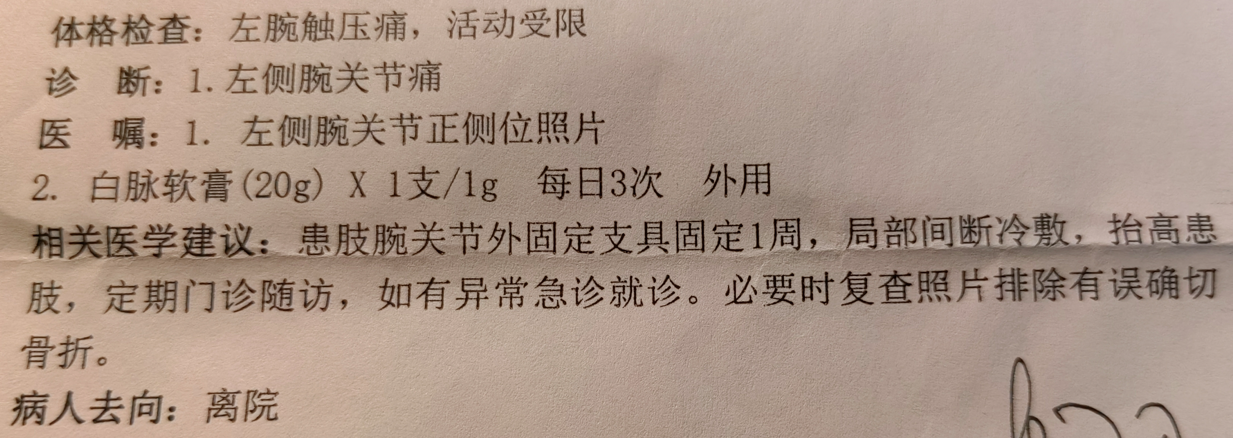 体格检查：左腕触压痛，活动受限
诊 断：1.左侧腕关节痛
医 嘱：1. 左侧腕关节正侧位照片
2. 白脉软膏(20g) X 1支/1g 每日3次 外用
相关医学建议：患肢腕关节外固定支具固定1周，局部间断冷敷，抬高患
肢，定期门诊随访，如有异常急诊就诊。必要时复查照片排除有误确切
骨折。
病人去向：离院